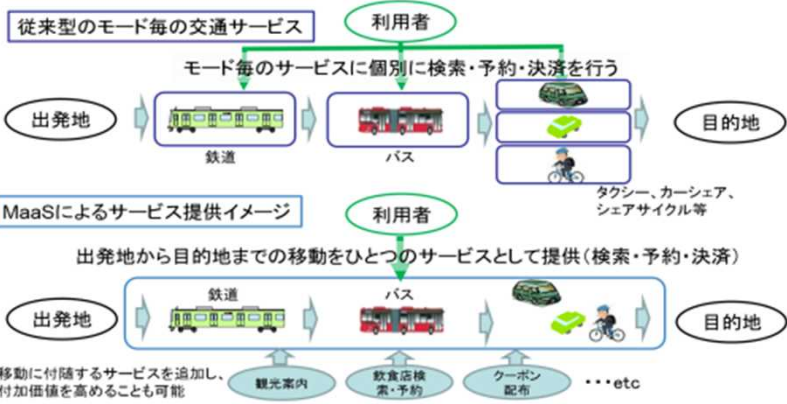 従来型のモード毎の交通サービス
利用者
モード毎のサービスに個別に検索・予約・決済を行う
出発地
鉄道
バス
目的地
タクシー、カーシェア、
シェアサイクル等
MaaSによるサービス提供イメージ
利用者
出発地から目的地までの移動をひとつのサービスとして提供（検索・予約・決済）
出発地
鉄道
バス
目的地
移動に付随するサービスを追加し、
付加価値を高めることも可能
観光案内
飲食店検
索・予約
クーポン
配布
・・・etc